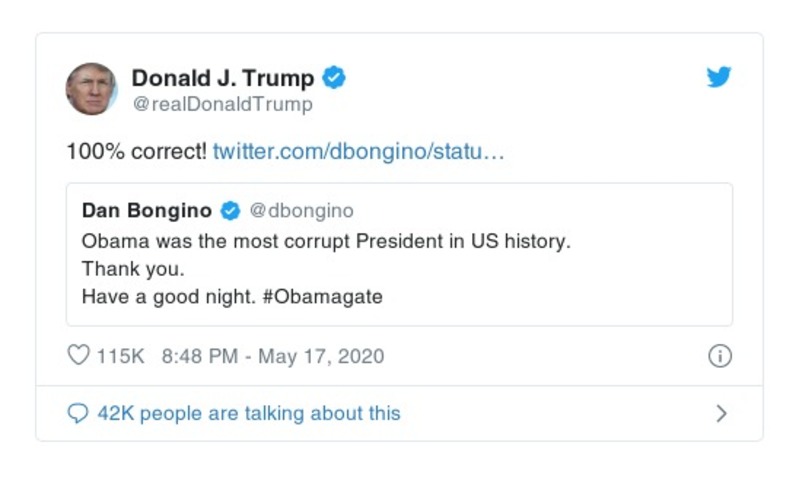 Donald J. Trump
@realDonaldTrump
100% correct! twitter.com/dbongino/statu…
Dan Bongino @dbongino
Obama was the most corrupt President in US history.
Thank you.
Have a good night. #Obamagate
115K 8:48 PM - May 17, 2020
42K people are talking about this